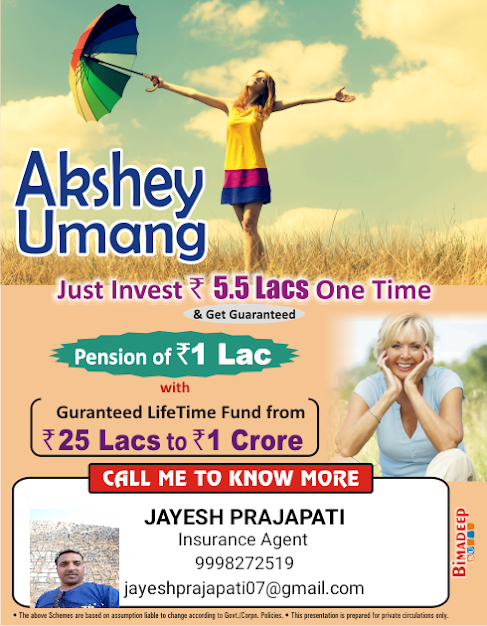 Akshey
Umang
Just Invest ₹ 5.5 Lacs One Time
& Get Guaranteed
Pension of ₹1 Lac
with
Guranteed LifeTime Fund from
₹25 Lacs to ₹1 Crore
CALL ME TO KNOW MORE
JAYESH PRAJAPATI
Insurance Agent
9998272519
jayeshprajapati07@gmail.com
BIMADEEP
• The above Schemes are based on assumption liable to change according to Govt./Corpn. Policies. • This presentation is prepared for private circulations only.